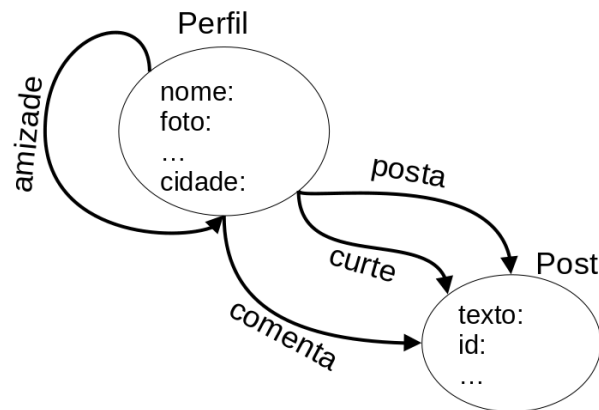 Perfil
nome:
foto:
...
cidade:
amizade
posta
curte
comenta
Post
texto:
id:
...